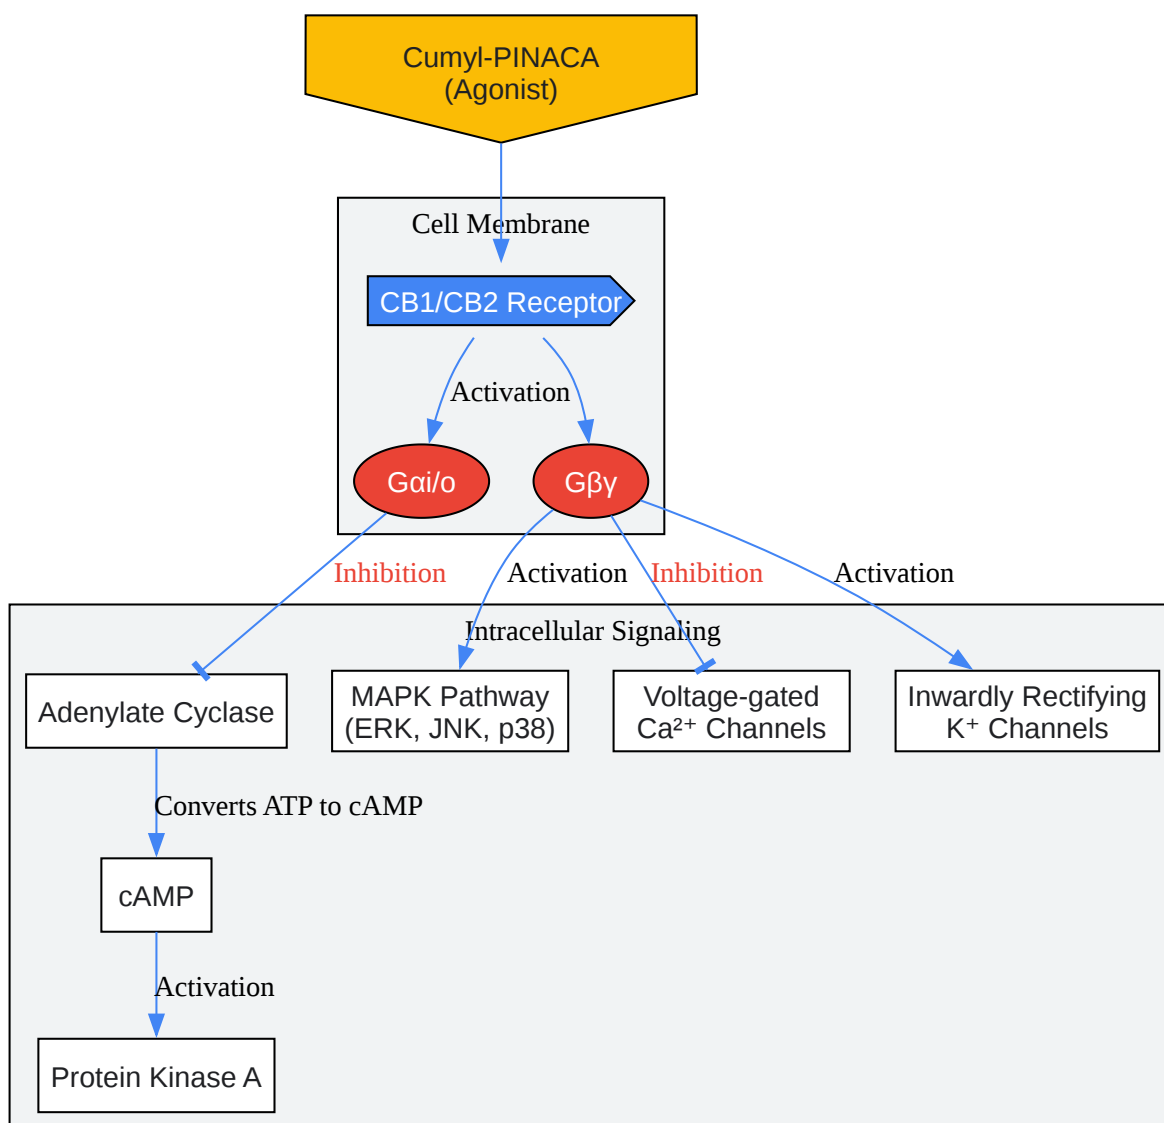 Cumyl-PINACA
(Agonist)
Cell Membrane
CB1/CB2 Receptor
Activation
Gαi/o
Gβγ
Inhibition
Activation
Inhibition
Activation
Intracellular Signaling
Adenylate Cyclase
MAPK Pathway
(ERK, JNK, p38)
Voltage-gated
Ca²⁺ Channels
Inwardly Rectifying
K⁺ Channels
Converts ATP to cAMP
cAMP
Activation
Protein Kinase A